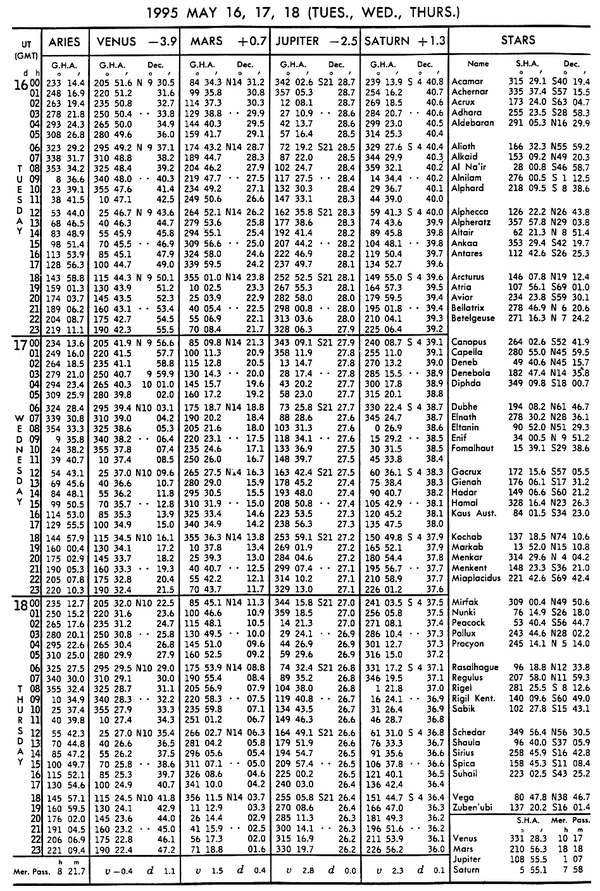 1995 MAY 16, 17, 18 (TUES., WED., THURS.)
UT (GMT) ARIES VENUS −3.9 MARS +0.7 JUPITER −2.5 SATURN +1.3 STARS
G.H.A. G.H.A. Dec. G.H.A. Dec. G.H.A. Dec. G.H.A. Dec. Name S.H.A. Dec.
d h
16 00 233 14.4 205 51.6 N 9 30.5 84 34.3 N14 31.2 342 02.6 S21 28.7 239 13.9 S 4 40.8 Acamar 315 29.1 S40 19.4
01 248 16.9 220 51.2 31.6 99 35.8 30.8 357 05.3 28.7 254 16.2 40.7 Achernar 335 37.4 S57 15.5
02 263 19.4 235 50.8 32.7 114 37.3 30.3 12 08.1 28.7 269 18.4 40.7 Acrux 173 24.0 S63 04.7
03 278 21.8 250 50.4 ·· 33.8 129 38.8 ·· 29.9 27 10.9 ·· 28.6 284 20.7 ·· 40.6 Adhara 255 23.5 S28 58.3
04 293 24.3 265 50.0 34.9 144 40.3 29.5 42 13.7 28.6 299 23.0 40.5 Aldebaran 291 05.3 N16 29.9
05 308 26.8 280 49.6 36.0 159 41.7 29.1 57 16.4 28.5 314 25.3 40.4
06 323 29.2 295 49.2 N 9 37.1 174 43.2 N14 28.7 72 19.2 S21 28.5 329 27.6 S 4 40.4 Alioth 166 32.3 N55 59.2
T 07 338 31.7 310 48.8 38.2 189 44.7 28.3 87 22.0 28.5 344 29.9 40.3 Alkaid 153 09.2 N49 20.3
08 353 34.2 325 48.4 39.2 204 46.2 27.9 102 24.7 28.4 359 32.1 40.2 Al Na'ir 28 00.8 S46 58.7
U 09 8 36.6 340 48.0 ·· 40.3 219 47.7 ·· 27.5 117 27.5 ·· 28.4 14 34.4 ·· 40.2 Alnilam 276 00.5 S 1 12.5
E 10 23 39.1 355 47.6 41.4 234 49.2 27.1 132 30.3 28.4 29 36.7 40.1 Alphard 218 09.5 S 8 38.6
S 11 38 41.5 10 47.1 42.5 249 50.6 26.6 147 33.1 28.3 44 39.0 40.0
D 12 53 44.0 25 46.7 N 9 43.6 264 52.1 N14 26.2 162 35.8 S21 28.3 59 41.3 S 4 40.0 Alphecca 126 22.2 N26 43.8
13 68 46.5 40 46.3 44.7 279 53.6 25.8 177 38.6 28.3 74 43.6 39.9 Alpheratz 357 57.8 N29 03.8
A 14 83 48.9 55 45.9 45.8 294 55.1 25.4 192 41.4 28.2 89 45.8 39.8 Altair 62 21.3 N 8 51.4
Y 15 98 51.4 70 45.5 ·· 46.9 309 56.6 ·· 25.0 207 44.2 ·· 28.2 104 48.1 ·· 39.8 Ankaa 353 29.4 S42 19.7
16 113 53.9 85 45.1 47.9 324 58.0 24.6 222 46.9 28.2 119 50.4 39.7 Antares 112 42.6 S26 25.3
17 128 56.3 100 44.7 49.0 339 59.5 24.2 237 49.7 28.1 134 52.7 39.6
18 143 58.8 115 44.3 N 9 50.1 355 01.0 N14 23.8 252 52.5 S21 28.1 149 55.0 S 4 39.6 Arcturus 146 07.8 N19 12.4
19 159 01.3 130 43.9 51.2 10 02.5 23.3 267 55.3 28.1 164 57.3 39.5 Atria 107 56.1 S69 01.0
20 174 03.7 145 43.5 52.3 25 03.9 22.9 282 58.0 28.0 179 59.5 39.4 Avior 234 23.8 S59 30.1
21 189 06.2 160 43.1 ·· 53.4 40 05.4 ·· 22.5 298 00.8 ·· 28.0 195 01.8 ·· 39.4 Bellatrix 278 46.9 N 6 20.6
22 204 08.7 175 42.7 54.5 55 06.9 22.1 313 03.6 28.0 210 04.1 39.3 Betelgeuse 271 16.3 N 7 24.2
23 219 11.1 190 42.3 55.5 70 08.4 21.7 328 06.3 27.9 225 06.4 39.2
17 00 234 13.6 205 41.9 N 9 56.6 85 09.8 N14 21.3 343 09.1 S21 27.9 240 08.7 S 4 39.1 Canopus 264 02.6 S52 41.9
01 249 16.0 220 41.5 57.7 100 11.3 20.9 358 11.9 27.8 255 11.0 39.1 Capella 280 55.0 N45 59.5
02 264 18.5 235 41.1 58.8 115 12.8 20.5 13 14.7 27.8 270 13.2 39.0 Deneb 49 40.6 N45 15.7
03 279 21.0 250 40.7 9 59.9 130 14.3 ·· 20.0 28 17.4 ·· 27.8 285 15.5 ·· 38.9 Denebola 182 47.4 N14 35.8
04 294 23.4 265 40.3 10 01.0 145 15.7 19.6 43 20.2 27.7 300 17.8 38.9 Diphda 349 09.8 S18 00.7
05 309 25.9 280 39.8 02.0 160 17.2 19.2 58 23.0 27.7 315 20.1 38.8
06 324 28.4 295 39.4 N10 03.1 175 18.7 N14 18.8 73 25.8 S21 27.7 330 22.4 S 4 38.7 Dubhe 194 08.2 N61 46.7
W 07 339 30.8 310 39.0 04.2 190 20.2 18.4 88 28.6 27.6 345 24.7 38.7 Elnath 278 30.2 N28 36.1
E 08 354 33.3 325 38.6 05.3 205 21.6 18.0 103 31.3 27.6 0 26.9 38.6 Eltanin 90 52.0 N51 29.3
D 09 9 35.8 340 38.2 ·· 06.4 220 23.1 ·· 17.5 118 34.1 ·· 27.6 15 29.2 ·· 38.5 Enif 34 00.5 N 9 51.2
N 10 24 38.2 355 37.8 07.4 235 24.6 17.1 133 36.9 27.5 30 31.5 38.5 Fomalhaut 15 39.1 S29 38.6
E 11 39 40.7 10 37.4 08.5 250 26.0 16.7 148 39.7 27.5 45 33.8 38.4
S 12 54 43.1 25 37.0 N10 09.6 265 27.5 N14 16.3 163 42.4 S21 27.5 60 36.1 S 4 38.3 Gacrux 172 15.6 S57 05.5
D 13 69 45.6 40 36.6 10.7 280 29.0 15.9 178 45.2 27.4 75 38.4 38.3 Gienah 176 06.1 S17 31.2
A 14 84 48.1 55 36.2 11.8 295 30.5 15.5 193 48.0 27.4 90 40.7 38.2 Hadar 149 06.6 S60 21.2
Y 15 99 50.5 70 35.7 ·· 12.8 310 31.9 ·· 15.0 208 50.8 ·· 27.4 105 42.9 ·· 38.1 Hamal 328 16.4 N23 26.3
16 114 53.0 85 35.3 13.9 325 33.4 14.6 223 53.5 27.3 120 45.2 38.1 Kaus Aust. 84 01.5 S34 23.0
17 129 55.5 100 34.9 15.0 340 34.9 14.2 238 56.3 27.3 135 47.5 38.0
18 144 57.9 115 34.5 N10 16.1 355 36.3 N14 13.8 253 59.1 S21 27.2 150 49.8 S 4 37.9 Kochab 137 18.5 N74 10.6
19 160 00.4 130 34.1 17.2 10 37.8 13.4 269 01.9 27.2 165 52.1 37.9 Markab 13 52.0 N15 10.8
20 175 02.9 145 33.7 18.2 25 39.3 13.0 284 04.6 27.2 180 54.4 37.8 Menkar 314 29.6 N 4 04.2
21 190 05.3 160 33.3 ·· 19.3 40 40.7 ·· 12.5 299 07.4 ·· 27.1 195 56.7 ·· 37.8 Menkent 148 23.3 S36 21.0
22 205 07.8 175 32.8 20.4 55 42.2 12.1 314 10.2 27.1 210 58.9 37.7 Miaplacidus 221 42.6 S69 42.4
23 220 10.3 190 32.4 21.5 70 43.7 11.7 329 13.0 27.1 226 01.2 37.6
18 00 235 12.7 205 32.0 N10 22.5 85 45.1 N14 11.3 344 15.8 S21 27.0 241 03.5 S 4 37.5 Mirfak 309 00.4 N49 50.6
01 250 15.2 220 31.6 23.6 100 46.6 10.9 359 18.5 27.0 256 05.8 37.5 Nunki 76 14.9 S26 18.0
02 265 17.6 235 31.2 24.7 115 48.1 10.5 14 21.3 27.0 271 08.1 37.4 Peacock 53 40.4 S56 44.7
03 280 20.1 250 30.8 ·· 25.8 130 49.5 ·· 10.0 29 24.1 ·· 26.9 286 10.4 ·· 37.3 Pollux 243 44.6 N28 02.2
04 295 22.6 265 30.4 26.8 145 51.0 09.6 44 26.9 26.9 301 12.7 37.3 Procyon 245 14.1 N 5 14.0
05 310 25.0 280 29.9 27.9 160 52.5 09.2 59 29.6 26.9 316 15.0 37.2
06 325 27.5 295 29.5 N10 29.0 175 53.9 N14 08.8 74 32.4 S21 26.8 331 17.2 S 4 37.1 Rasalhague 96 18.8 N12 33.8
07 340 30.0 310 29.1 30.1 190 55.4 08.4 89 35.2 26.8 346 19.5 37.1 Regulus 207 58.0 N11 59.3
T 08 355 32.4 325 28.7 31.1 205 56.9 07.9 104 38.0 26.8 1 21.8 37.0 Rigel 281 25.5 S 8 12.6
H 09 10 34.9 340 28.3 ·· 32.2 220 58.3 ·· 07.5 119 40.8 ·· 26.7 16 24.1 ·· 36.9 Rigil Kent. 140 09.6 S60 49.0
U 10 25 37.4 355 27.9 33.3 235 59.8 07.1 134 43.5 26.7 31 26.4 36.9 Sabik 102 27.8 S15 43.1
R 11 40 39.8 10 27.4 34.3 251 01.2 06.7 149 46.3 26.6 46 28.7 36.8
S 12 55 42.3 25 27.0 N10 35.4 266 02.7 N14 06.3 164 49.1 S21 26.6 61 31.0 S 4 36.8 Schedar 349 56.4 N56 30.5
D 13 70 44.8 40 26.6 36.5 281 04.2 05.8 179 51.9 26.6 76 33.3 36.7 Shaula 96 40.0 S37 05.9
A 14 85 47.2 55 26.2 37.5 296 05.6 05.4 194 54.7 26.5 91 35.6 36.6 Sirius 258 45.9 S16 42.8
Y 15 100 49.7 70 25.8 ·· 38.6 311 07.1 ·· 05.0 209 57.4 ·· 26.5 106 37.8 ·· 36.6 Spica 158 45.3 S11 08.4
16 115 52.1 85 25.3 39.7 326 08.6 04.6 225 00.2 26.5 121 40.1 36.5 Suhail 223 02.5 S43 25.2
17 130 54.6 100 24.9 40.7 341 10.0 04.2 240 03.0 26.4 136 42.4 36.4
18 145 57.1 115 24.5 N10 41.8 356 11.5 N14 03.7 255 05.8 S21 26.4 151 44.7 S 4 36.4 Vega 80 47.8 N38 46.7
19 160 59.5 130 24.1 42.9 11 12.9 03.3 270 08.6 26.4 166 47.0 36.3 Zuben'ubi 137 20.2 S16 01.4
20 176 02.0 145 23.6 44.0 26 14.4 02.9 285 11.3 26.3 181 49.3 36.2 S.H.A. Mer. Pass.
21 191 04.5 160 23.2 ·· 45.0 41 15.9 ·· 02.5 300 14.1 ·· 26.3 196 51.6 ·· 36.2 Venus 331 28.3 10 17
22 206 06.9 175 22.8 46.1 56 17.3 02.0 315 16.9 26.2 211 53.9 36.1 Mars 210 56.3 18 18
23 221 09.4 190 22.4 47.2 71 18.8 01.6 330 19.7 26.2 226 56.2 36.0 Jupiter 108 55.5 1 07
Mer. Pass. 8 21.7 v −0.4 d 1.1 v 1.5 d 0.4 v 2.8 d 0.0 v 2.3 d 0.1 Saturn 5 55.1 7 58